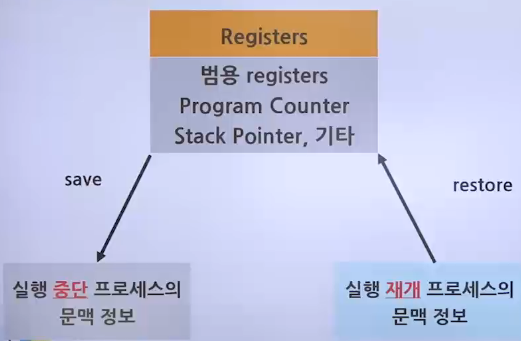 Registers
범용 registers
Program Counter
Stack Pointer, 기타
save
restore
실행 중단 프로세스의
문맥 정보
실행 재개 프로세스의
문맥 정보